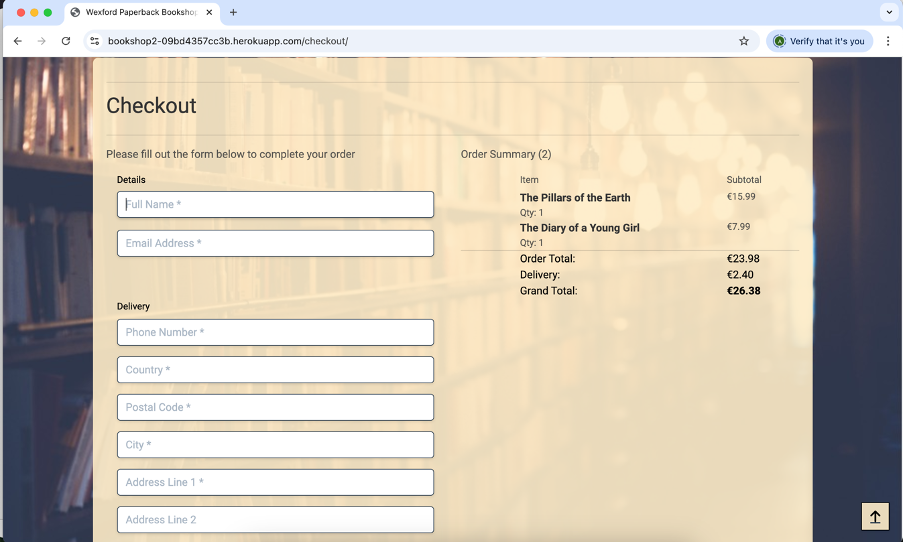 Wexford Paperback Bookshop
bookshop2-09bd4357cc3b.herokuapp.com/checkout/
Verify that it's you
Checkout
Please fill out the form below to complete your order
Details
Full Name *
Email Address *
Delivery
Phone Number *
Country *
Postal Code *
City *
Address Line 1 *
Address Line 2
Order Summary (2)
Item Subtotal
The Pillars of the Earth €15.99
Qty: 1
The Diary of a Young Girl €7.99
Qty: 1
Order Total: €23.98
Delivery: €2.40
Grand Total: €26.38